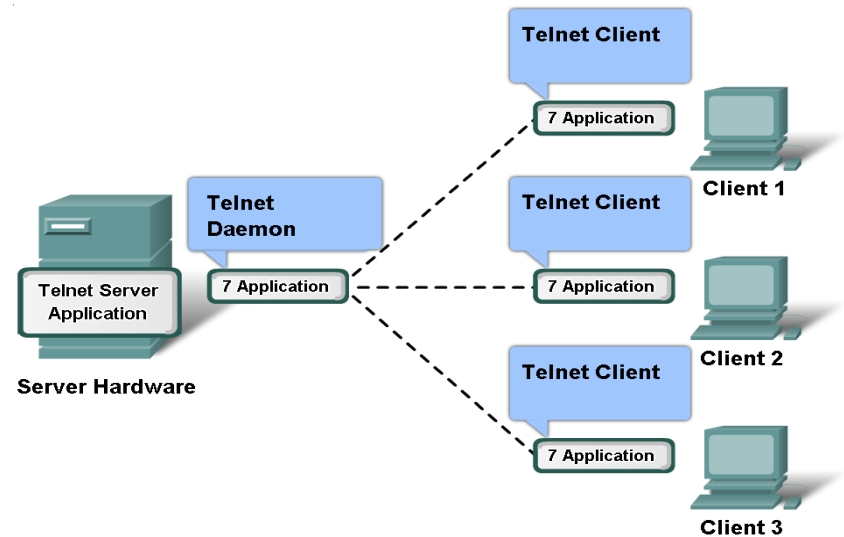 Telnet Client
7 Application
Client 1
Telnet
Daemon
Telnet Client
Telnet Server
Application
7 Application
7 Application
Client 2
Server Hardware
Telnet Client
7 Application
Client 3